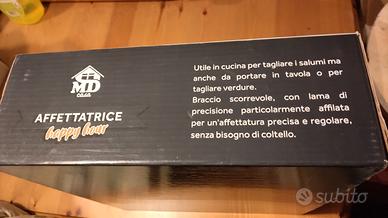 MD
casa
AFFETTATRICE
happy hour
Utile in cucina per tagliare i salumi ma
anche da portare in tavola o per
tagliare verdure.
Braccio scorrevole, con lama di
precisione particolarmente affilata
per un'affettatura precisa e regolare,
senza bisogno di coltello.
subito